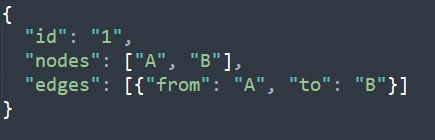 {
  "id": "1",
  "nodes": ["A", "B"],
  "edges": [{"from": "A", "to": "B"}]
}